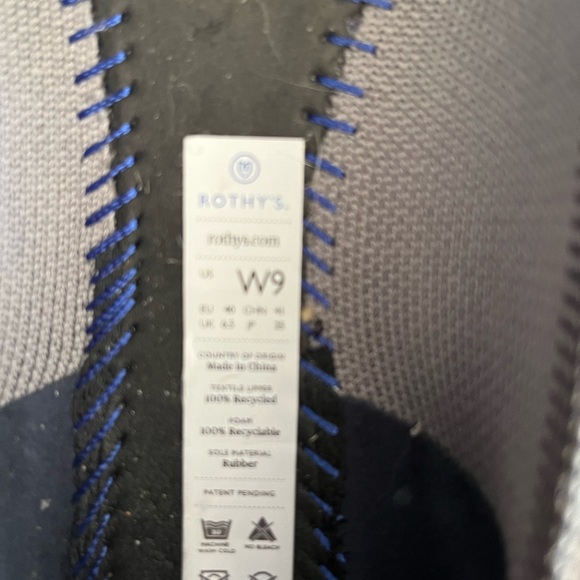 ROTHY'S.
rothys.com
US W9
EU 40 CHN 41
UK 6.5 JP
COUNTRY OF ORIGIN
Made in China
TEXTILE UPPER
100% Recycled
FOAM
100% Recyclable
SOLE MATERIAL
Rubber
PATENT PENDING
MACHINE NO BLEACH
WASH COLD